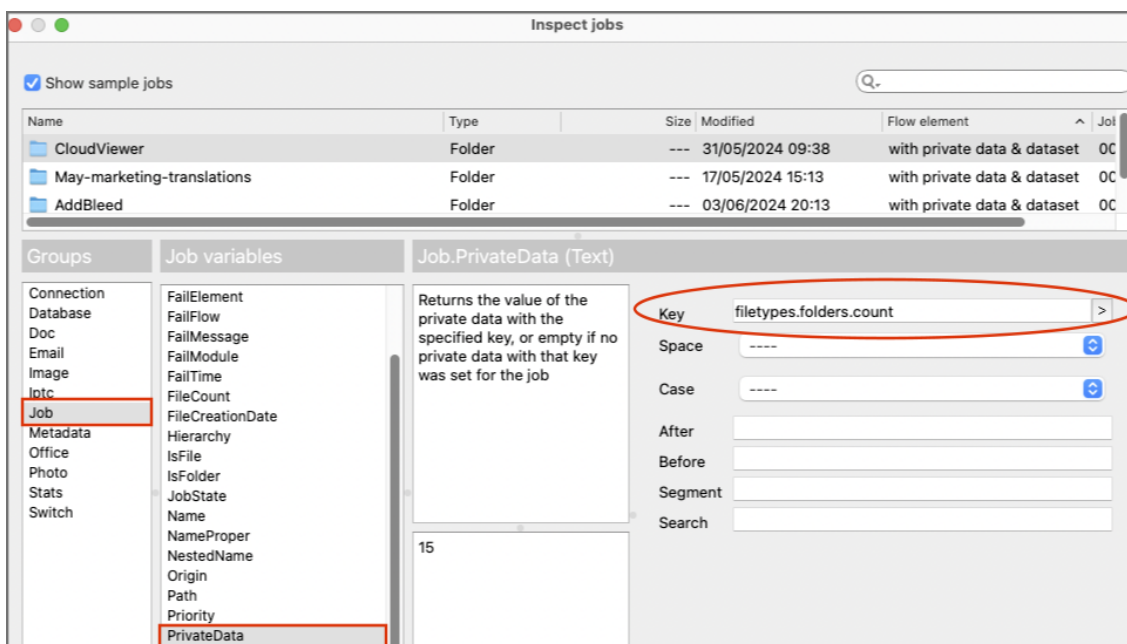 Inspect jobs
Show sample jobs
Name Type Size Modified Flow element Job
CloudViewer Folder --- 31/05/2024 09:38 with private data & dataset 00
May-marketing-translations Folder --- 17/05/2024 15:13 with private data & dataset 00
AddBleed Folder --- 03/06/2024 20:13 with private data & dataset 00
Groups
Connection
Database
Doc
Email
Image
Iptc
Job
Metadata
Office
Photo
Stats
Switch
Job variables
FailElement
FailFlow
FailMessage
FailModule
FailTime
FileCount
FileCreationDate
Hierarchy
IsFile
IsFolder
JobState
Name
NameProper
NestedName
Origin
Path
Priority
PrivateData
Job.PrivateData (Text)
Returns the value of the
private data with the
specified key, or empty if no
private data with that key
was set for the job
15
Key filetypes.folders.count >
Space ----
Case ----
After
Before
Segment
Search